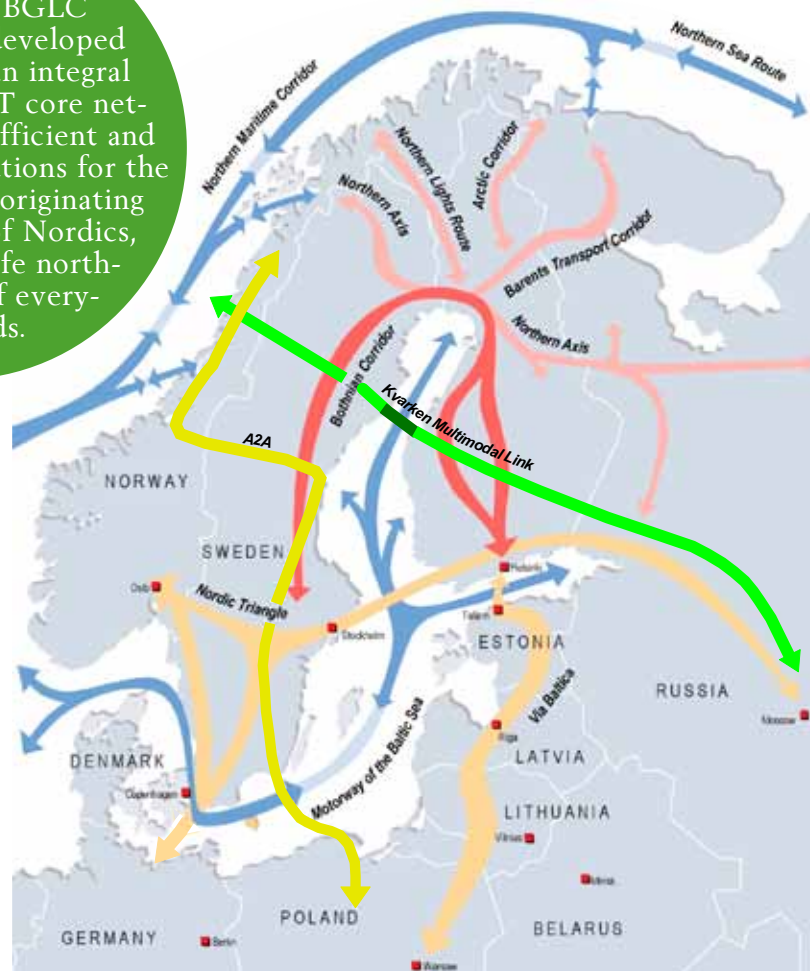 BGLC
developed
an integral
T core net-
fficient and
tions for the
originating
f Nordics,
fe north-
f every-
ds.
Northern Maritime Corridor
Northern Sea Route
Northern Axis
Northern Lights Route
Arctic Corridor
Barents Transport Corridor
Northern Axis
Bothnian Corridor
Kvarken Multimodal Link
A2A
NORWAY
SWEDEN
Oslo
Nordic Triangle
Stockholm
Helsinki
Tallinn
ESTONIA
Via Baltica
RUSSIA
Moscow
Riga
LATVIA
DENMARK
Copenhagen
Motorway of the Baltic Sea
LITHUANIA
Vilnius
Minsk
POLAND
BELARUS
GERMANY
Berlin
Warsaw